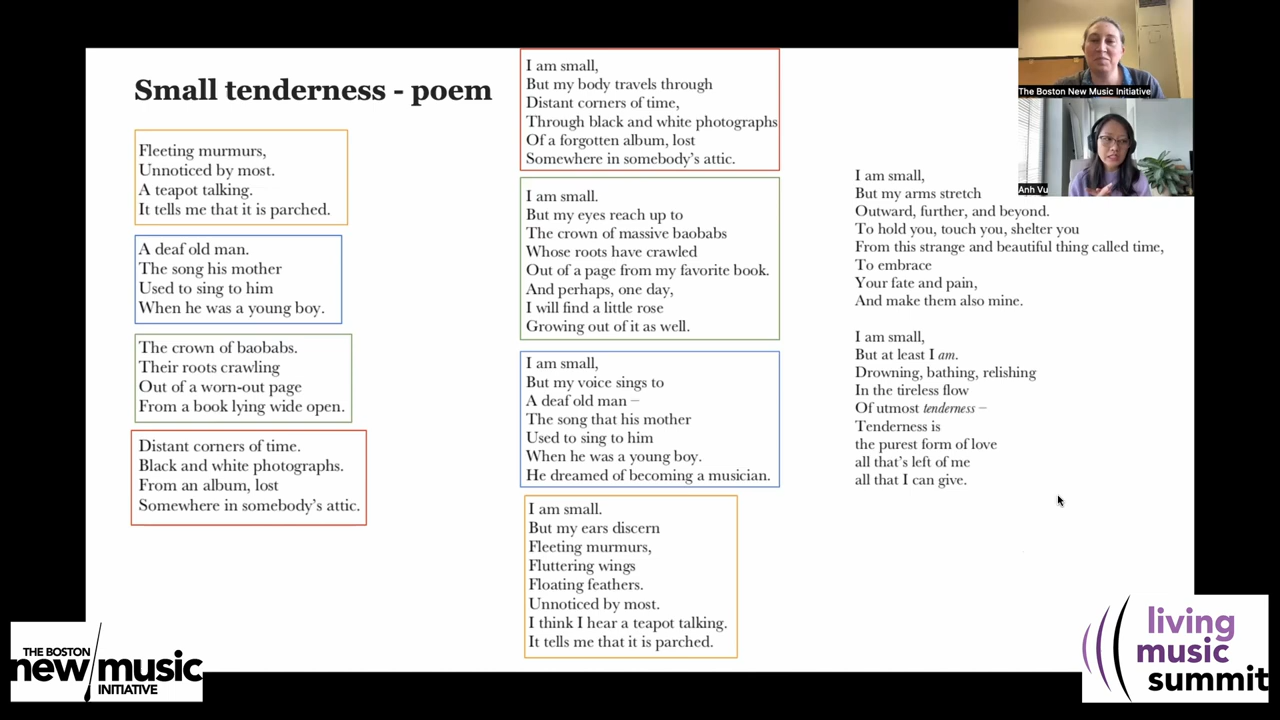 Small tenderness - poem
Fleeting murmurs,
Unnoticed by most.
A teapot talking.
It tells me that it is parched.
A deaf old man.
The song his mother
Used to sing to him
When he was a young boy.
The crown of baobabs.
Their roots crawling
Out of a worn-out page
From a book lying wide open.
Distant corners of time.
Black and white photographs.
From an album, lost
Somewhere in somebody's attic.
I am small,
But my body travels through
Distant corners of time,
Through black and white photographs
Of a forgotten album, lost
Somewhere in somebody's attic.
I am small.
But my eyes reach up to
The crown of massive baobabs
Whose roots have crawled
Out of a page from my favorite book.
And perhaps, one day,
I will find a little rose
Growing out of it as well.
I am small,
But my voice sings to
A deaf old man –
The song that his mother
Used to sing to him
When he was a young boy.
He dreamed of becoming a musician.
I am small.
But my ears discern
Fleeting murmurs,
Fluttering wings
Floating feathers.
Unnoticed by most.
I think I hear a teapot talking.
It tells me that it is parched.
I am small,
But my arms stretch
Outward, further, and beyond.
To hold you, touch you, shelter you
From this strange and beautiful thing called time,
To embrace
Your fate and pain,
And make them also mine.
I am small,
But at least I am.
Drowning, bathing, relishing
In the tireless flow
Of utmost tenderness –
Tenderness is
the purest form of love
all that's left of me
all that I can give.
The Boston New Music Initiative
Anh Vu
THE BOSTON
new music
INITIATIVE
living
music
summit